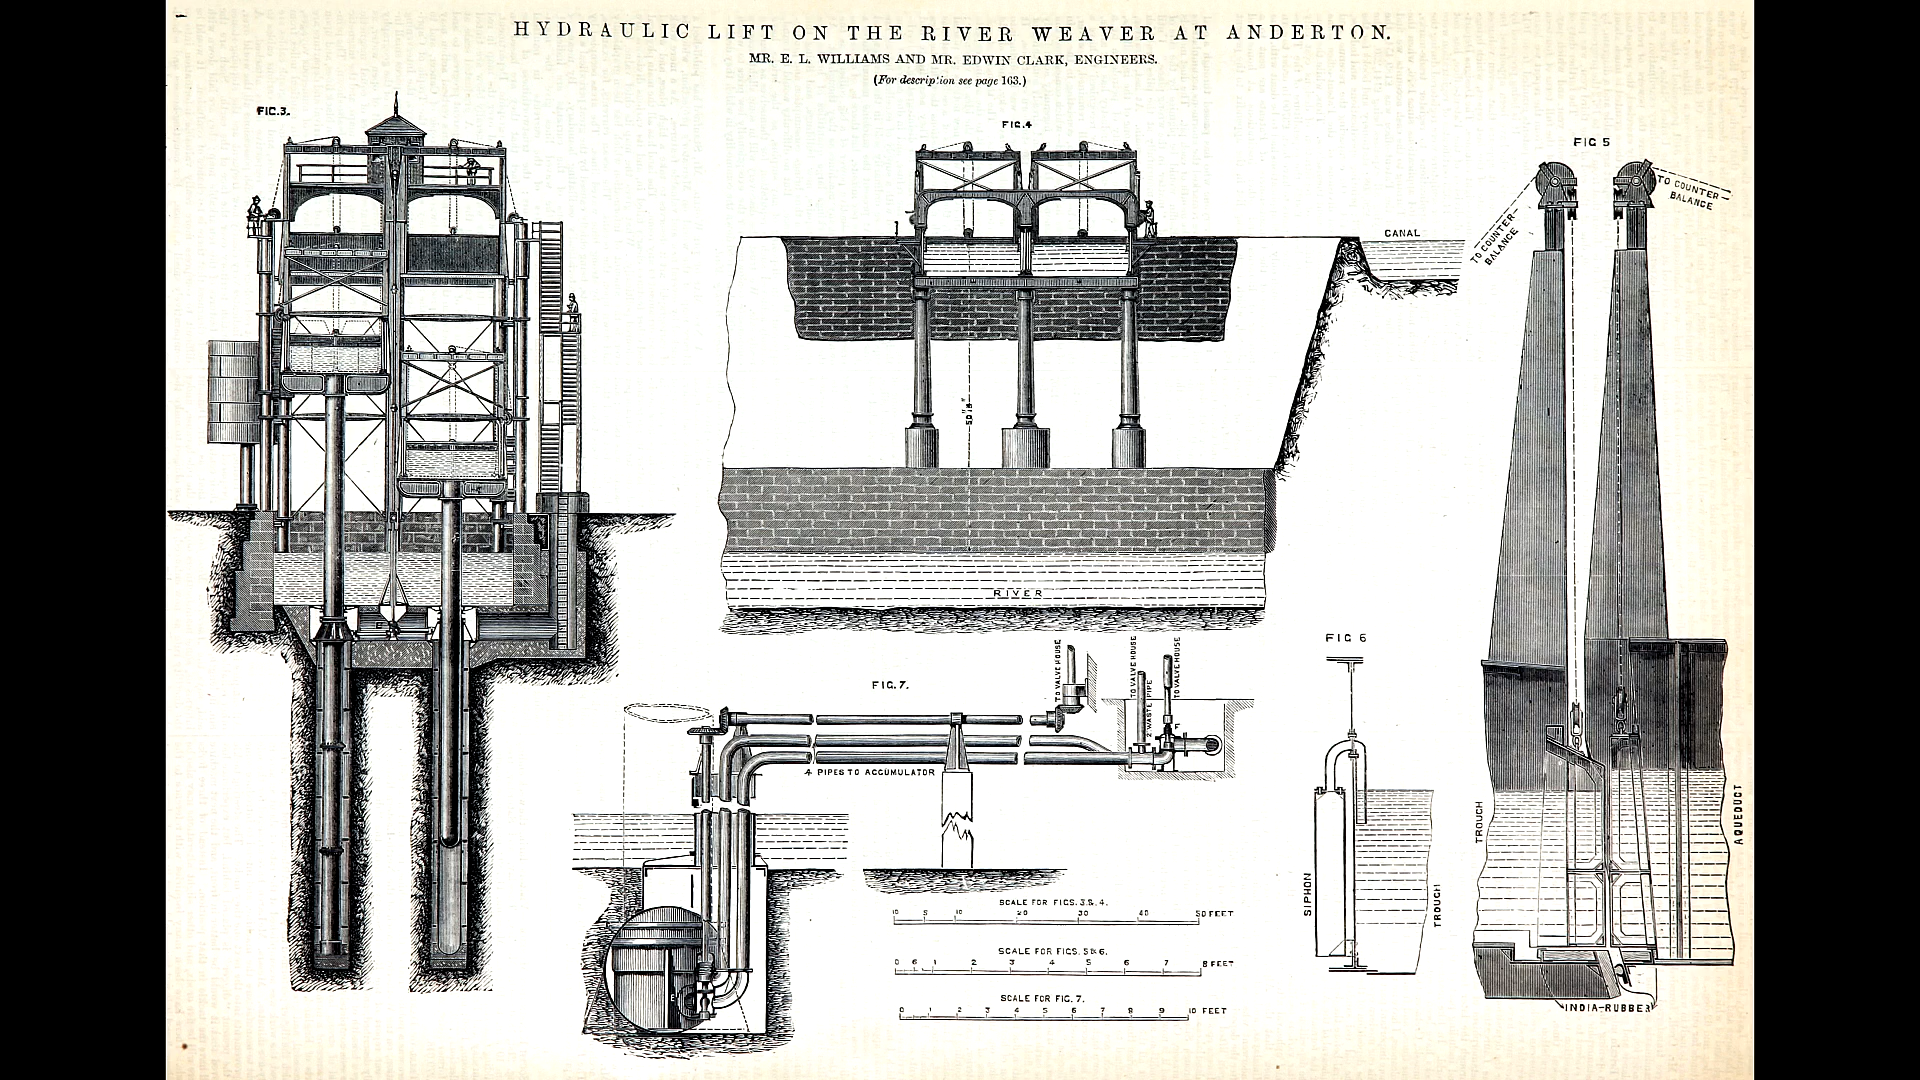 HYDRAULIC LIFT ON THE RIVER WEAVER AT ANDERTON.
MR. E. L. WILLIAMS AND MR. EDWIN CLARK, ENGINEERS.
(For description see page 163.)
FIG.3.
FIG.4
FIG 5
TO COUNTER-
BALANCE
TO COUNTER-
BALANCE
CANAL
RIVER
FIG 6
SIPHON
TROUCH
TROUCH
AQUEDUCT
INDIA-RUBBER
FIG.7.
TO VALVE HOUSE
TO VALVE HOUSE
2 WASTE PIPE
TO VALVE HOUSE
F
4 PIPES TO ACCUMULATOR
E
SCALE FOR FIGS. 3 & 4.
10 5 10 20 30 40 50 FEET
SCALE FOR FIGS. 5 & 6.
0 6 1 2 3 4 5 6 7 8 FEET
SCALE FOR FIG. 7.
0 1 2 3 4 5 6 7 8 9 10 FEET